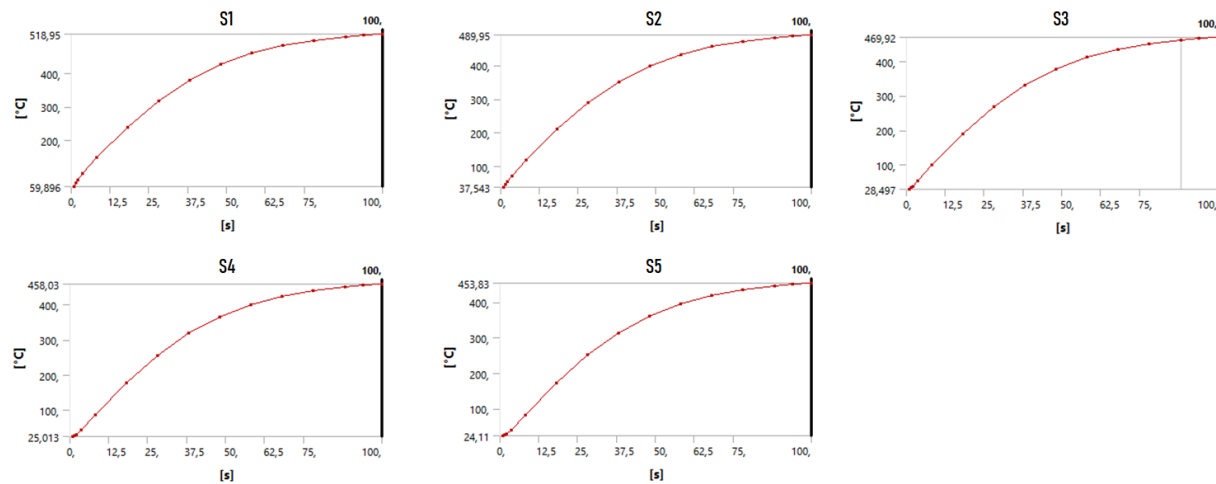 S1
100,
518,95
400,
300,
200,
59,896
[°C]
0, 12,5 25, 37,5 50, 62,5 75, 100,
[s]
S2
100,
489,95
400,
300,
200,
100,
37,543
[°C]
0, 12,5 25, 37,5 50, 62,5 75, 100,
[s]
S3
100,
469,92
400,
300,
200,
100,
28,497
[°C]
0, 12,5 25, 37,5 50, 62,5 75, 100,
[s]
S4
100,
458,03
400,
300,
200,
100,
25,013
[°C]
0, 12,5 25, 37,5 50, 62,5 75, 100,
[s]
S5
100,
453,83
400,
300,
200,
100,
24,11
[°C]
0, 12,5 25, 37,5 50, 62,5 75, 100,
[s]